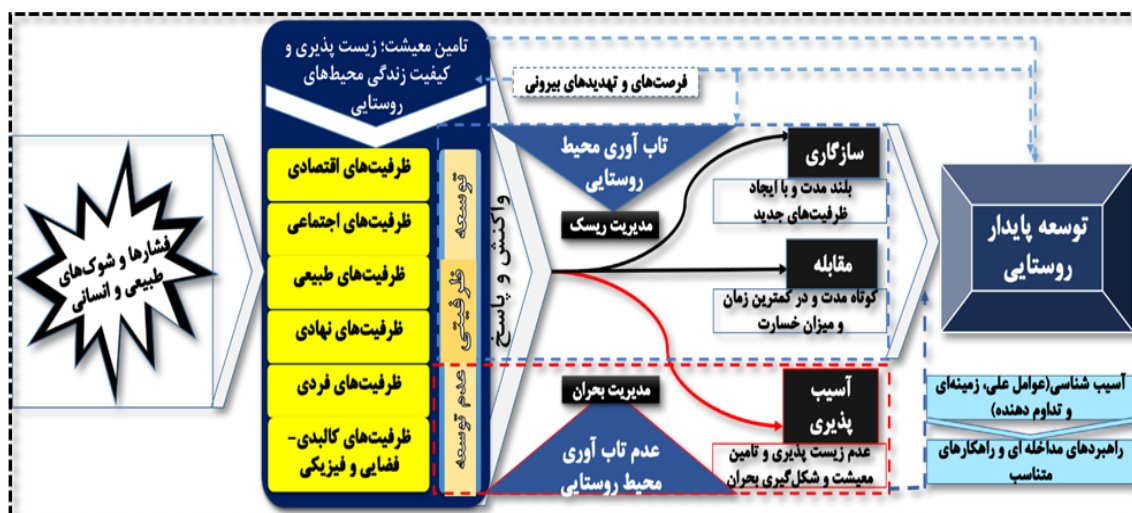 تامین معیشت؛ زیست پذیری و
کیفیت زندگی محیط‌های
روستایی
فرصت‌های و تهدیدهای بیرونی
فشارها و شوک‌های
طبیعی و انسانی
ظرفیت‌های اقتصادی
ظرفیت‌های اجتماعی
ظرفیت‌های طبیعی
ظرفیت‌های نهادی
ظرفیت‌های فردی
ظرفیت‌های کالبدی-
فضایی و فیزیکی
توسعه
ظرفیتی
عدم توسعه
واکنش و پاسخ
تاب آوری محیط
روستایی
مدیریت ریسک
سازگاری
بلند مدت و با ایجاد
ظرفیت‌های جدید
مقابله
کوتاه مدت و در کمترین زمان
و میزان خسارت
مدیریت بحران
عدم تاب آوری
محیط روستایی
آسیب
پذیری
عدم زیست پذیری و تامین
معیشت و شکل‌گیری بحران
توسعه پایدار
روستایی
آسیب شناسی(عوامل علی، زمینه‌ای
و تداوم دهنده)
راهبردهای مداخله ای و راهکارهای
متناسب